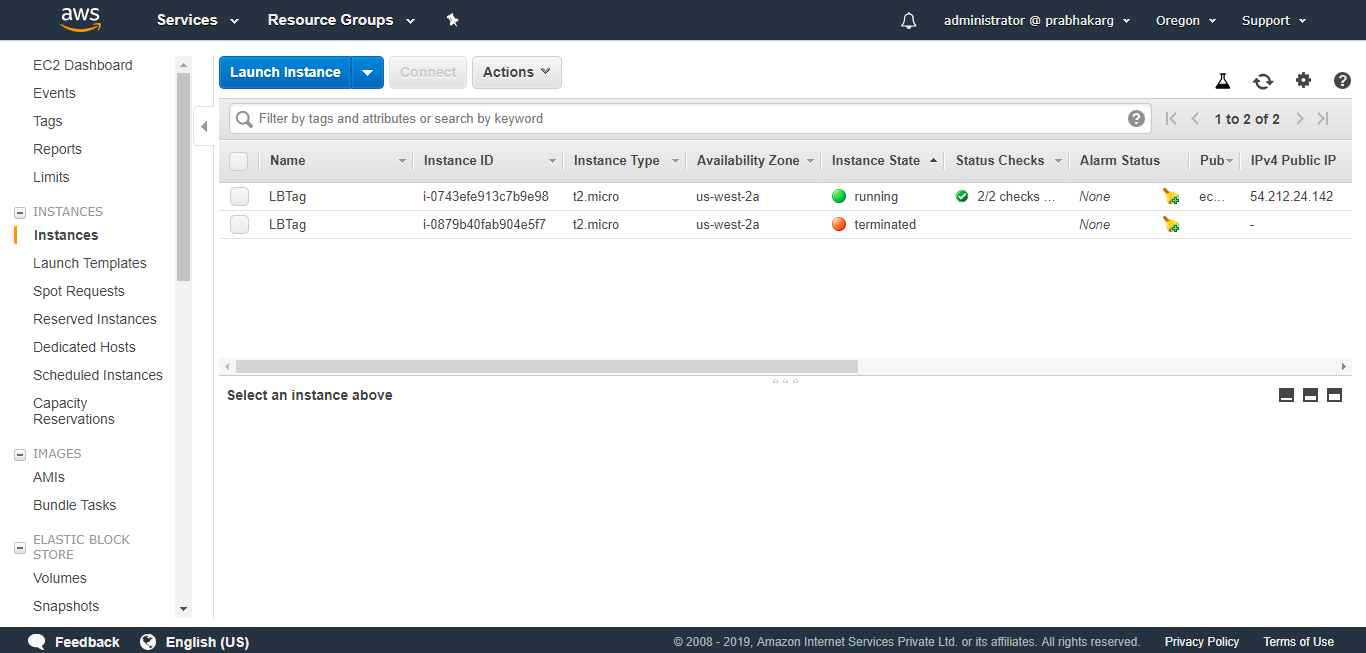 aws Services Resource Groups administrator @ prabhakarg Oregon Support
EC2 Dashboard
Events
Tags
Reports
Limits
INSTANCES
Instances
Launch Templates
Spot Requests
Reserved Instances
Dedicated Hosts
Scheduled Instances
Capacity
Reservations
IMAGES
AMIs
Bundle Tasks
ELASTIC BLOCK
STORE
Volumes
Snapshots
Launch Instance Connect Actions
Filter by tags and attributes or search by keyword ? 1 to 2 of 2
Name Instance ID Instance Type Availability Zone Instance State Status Checks Alarm Status Pub IPv4 Public IP
LBTag i-0743efe913c7b9e98 t2.micro us-west-2a running 2/2 checks ... None ec... 54.212.24.142
LBTag i-0879b40fab904e5f7 t2.micro us-west-2a terminated None -
Select an instance above
Feedback English (US) © 2008 - 2019, Amazon Internet Services Private Ltd. or its affiliates. All rights reserved. Privacy Policy Terms of Use